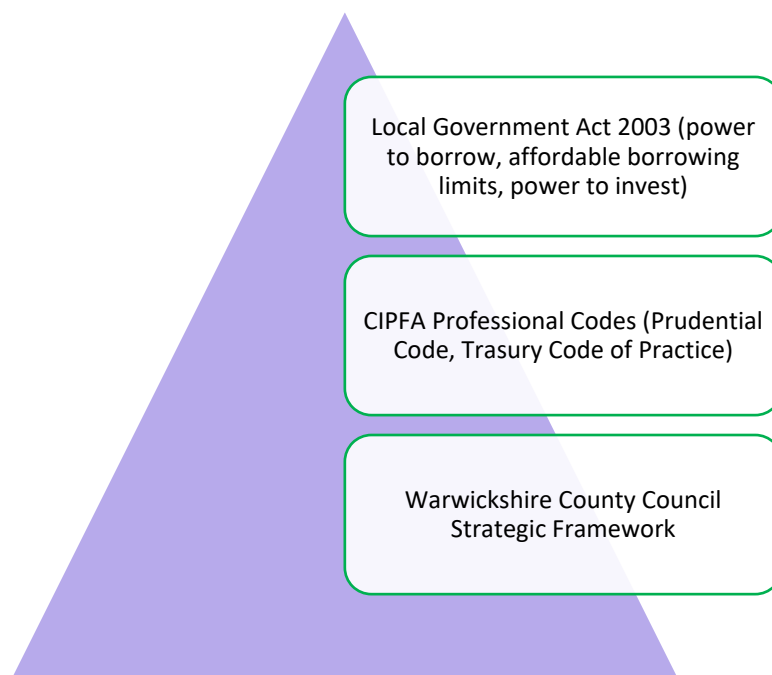 Local Government Act 2003 (power
to borrow, affordable borrowing
limits, power to invest)
CIPFA Professional Codes (Prudential
Code, Trasury Code of Practice)
Warwickshire County Council
Strategic Framework